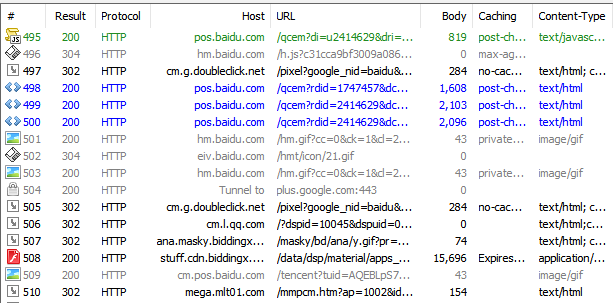 # Result Protocol Host URL Body Caching Content-Type
495 200 HTTP pos.baidu.com /qcem?di=u2414629&dri=... 819 post-ch... text/javasc...
496 304 HTTP hm.baidu.com /h.js?c31cca9bf3009a086... 0 max-ag...
497 302 HTTP cm.g.doubleclick.net /pixel?google_nid=baidu&... 284 no-cac... text/html; c...
498 200 HTTP pos.baidu.com /qcem?rdid=1747457&dc... 1,608 post-ch... text/html
499 200 HTTP pos.baidu.com /qcem?rdid=2414629&dc... 2,103 post-ch... text/html
500 200 HTTP pos.baidu.com /qcem?rdid=2414629&dc... 2,096 post-ch... text/html
501 200 HTTP hm.baidu.com /hm.gif?cc=0&ck=1&cl=2... 43 private... image/gif
502 304 HTTP eiv.baidu.com /hmt/icon/21.gif 0
503 200 HTTP hm.baidu.com /hm.gif?cc=0&ck=1&cl=2... 43 private... image/gif
504 200 HTTP Tunnel to plus.google.com:443 0
505 302 HTTP cm.g.doubleclick.net /pixel?google_nid=baidu&... 284 no-cac... text/html; c...
506 302 HTTP cm.l.qq.com /?dspid=10045&dspuid=0... 0 text/html; c...
507 302 HTTP ana.masky.biddingx... /masky/bd/ana/y.gif?pr=... 74 text/html; c...
508 200 HTTP stuff.cdn.biddingx... /data/dsp/material/apps_... 15,696 Expires... application/...
509 200 HTTP cm.pos.baidu.com /tencent?tuid=AQEBLpS7... 43 image/gif
510 302 HTTP mega.mlt01.com /mmpcm.htm?ap=1002&id... 154 text/html